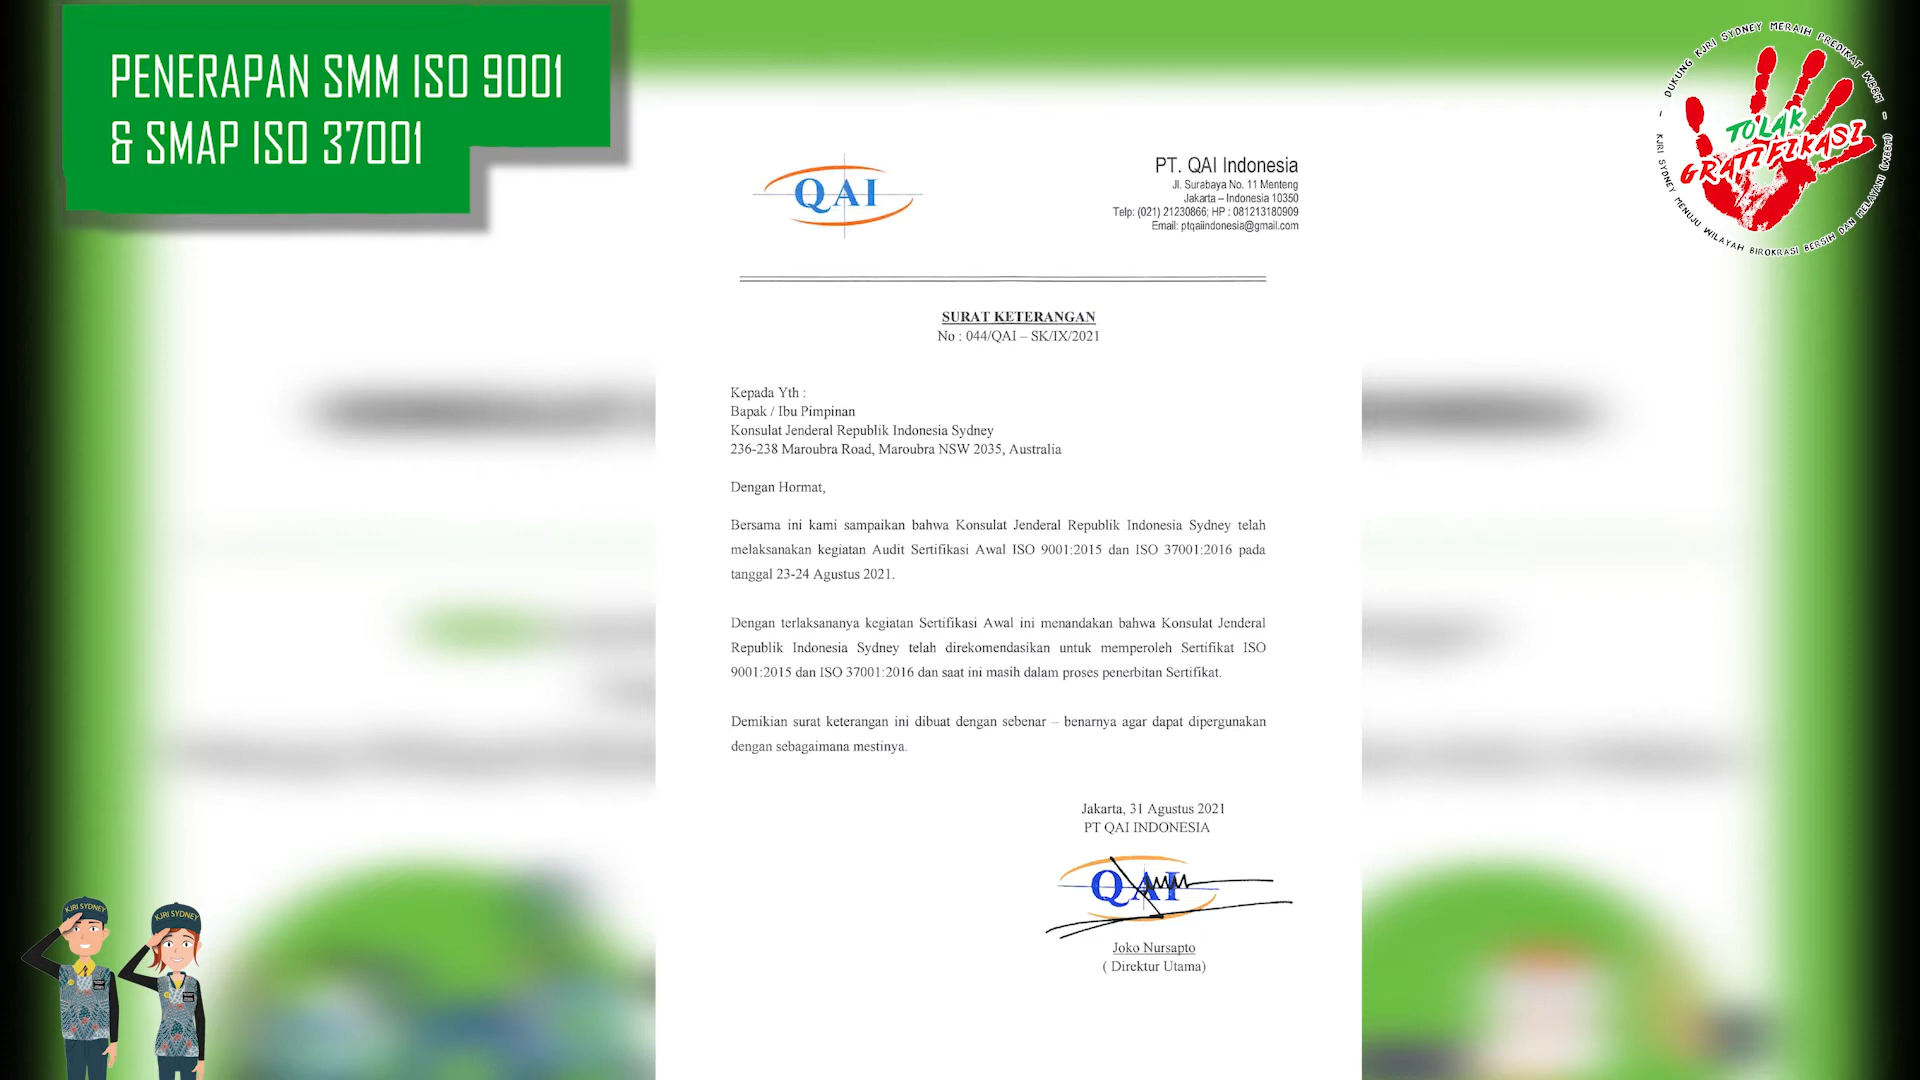 PENERAPAN SMM ISO 9001
& SMAP ISO 37001
DUKUNG KJRI SYDNEY MERAIH PREDIKAT WBBM
TOLAK
GRATIFIKASI
KJRI SYDNEY MENUJU WILAYAH BIROKRASI BERSIH DAN MELAYANI (WBBM)
QAI
PT. QAI Indonesia
Jl. Surabaya No. 11 Menteng
Jakarta – Indonesia 10350
Telp: (021) 21230866; HP : 081213180909
Email: ptqaiindonesia@gmail.com
SURAT KETERANGAN
No : 044/QAI – SK/IX/2021
Kepada Yth :
Bapak / Ibu Pimpinan
Konsulat Jenderal Republik Indonesia Sydney
236-238 Maroubra Road, Maroubra NSW 2035, Australia
Dengan Hormat,
Bersama ini kami sampaikan bahwa Konsulat Jenderal Republik Indonesia Sydney telah
melaksanakan kegiatan Audit Sertifikasi Awal ISO 9001:2015 dan ISO 37001:2016 pada
tanggal 23-24 Agustus 2021.
Dengan terlaksananya kegiatan Sertifikasi Awal ini menandakan bahwa Konsulat Jenderal
Republik Indonesia Sydney telah direkomendasikan untuk memperoleh Sertifikat ISO
9001:2015 dan ISO 37001:2016 dan saat ini masih dalam proses penerbitan Sertifikat.
Demikian surat keterangan ini dibuat dengan sebenar – benarnya agar dapat dipergunakan
dengan sebagaimana mestinya.
Jakarta, 31 Agustus 2021
PT QAI INDONESIA
QAI
Joko Nursapto
( Direktur Utama)
KJRI SYDNEY
KJRI SYDNEY